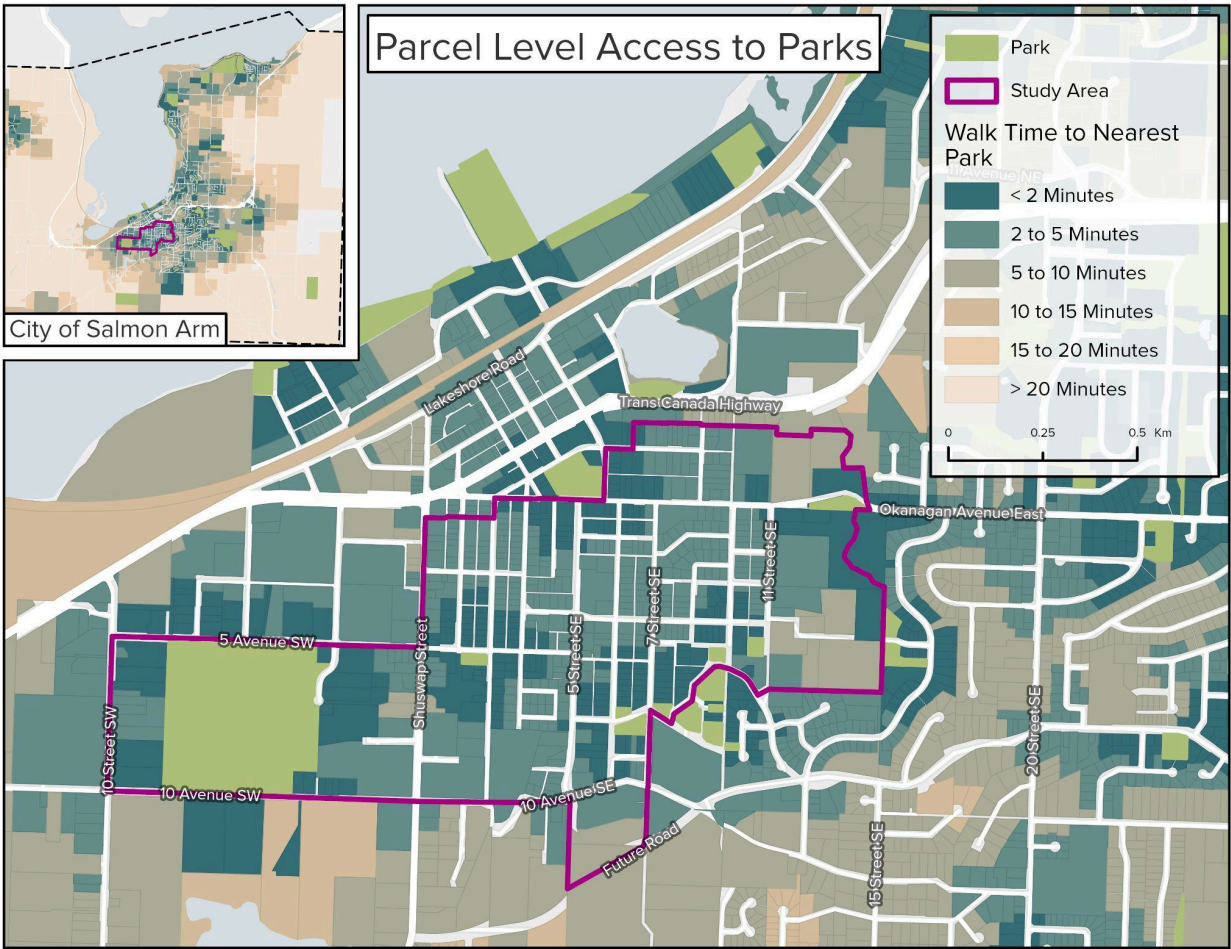 Parcel Level Access to Parks
City of Salmon Arm
Park
Study Area
Walk Time to Nearest
Park
< 2 Minutes
2 to 5 Minutes
5 to 10 Minutes
10 to 15 Minutes
15 to 20 Minutes
> 20 Minutes
0 0.25 0.5 Km
11 Avenue NE
Lakeshore Road
Trans Canada Highway
Okanagan Avenue East
11 Street SE
7 Street SE
5 Street SE
Shuswap Street
5 Avenue SW
10 Street SW
10 Avenue SW
10 Avenue SE
Future Road
15 Street SE
20 Street SE